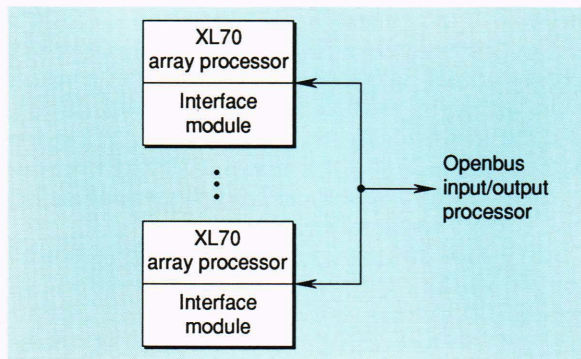 XL70
array processor
Interface
module
Openbus
input/output
processor
XL70
array processor
Interface
module